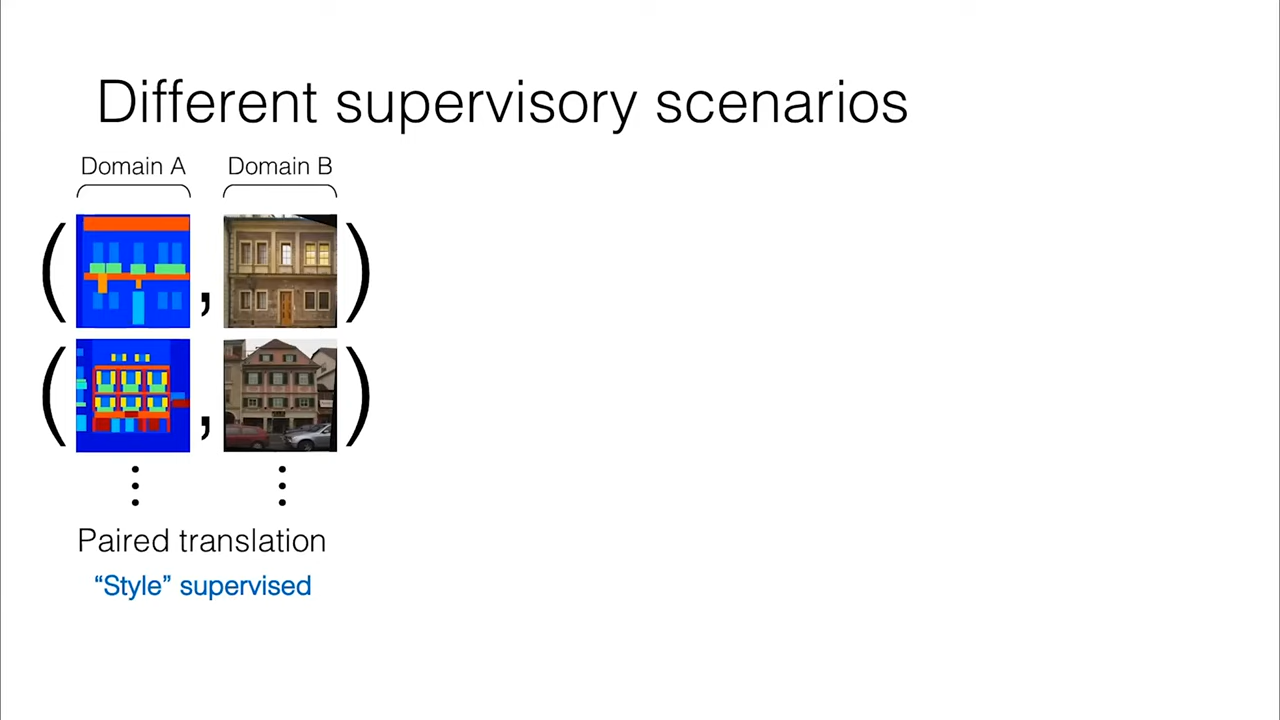 Different supervisory scenarios
Domain A Domain B
( , )
( , )
Paired translation
“Style” supervised